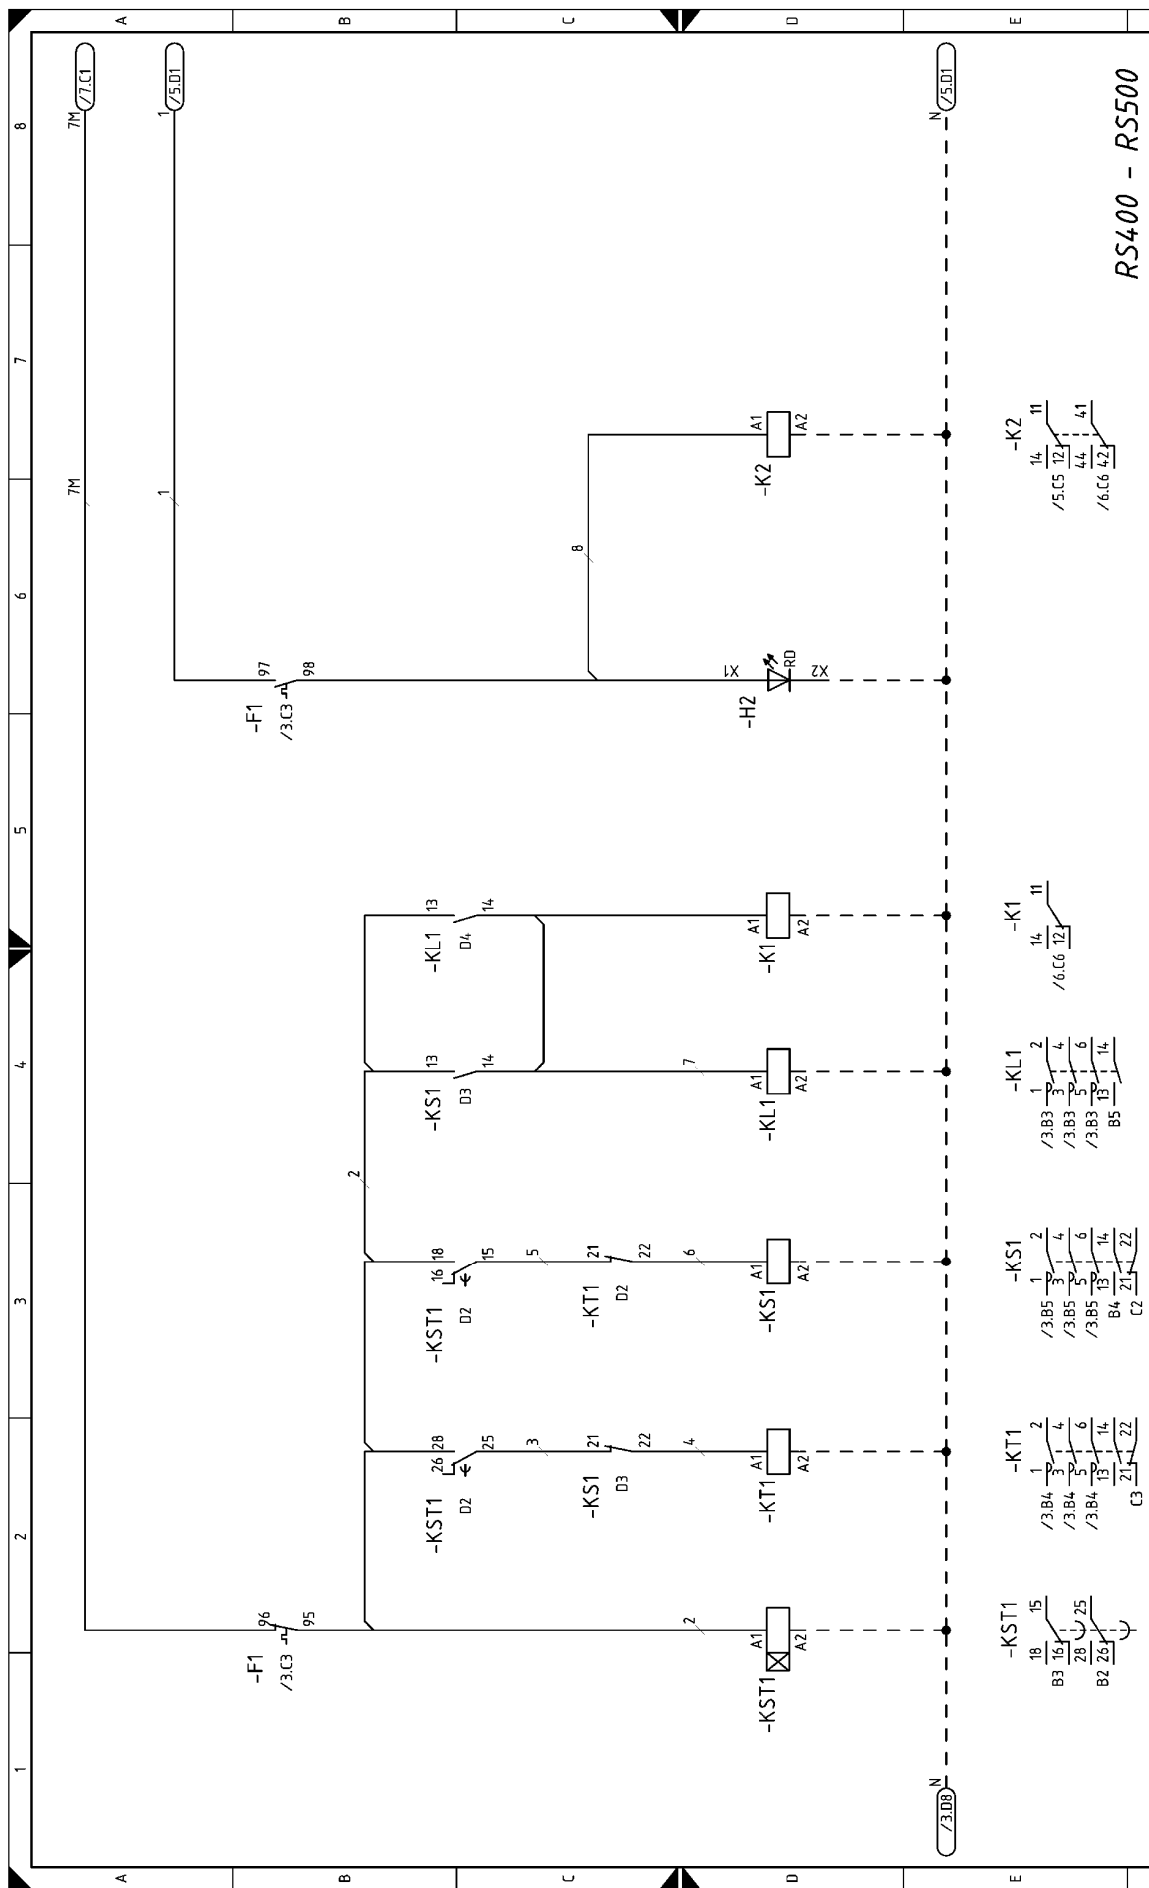 1 2 3 4 5 6 7 8
A A
7M 7M /7.C1
1 1 /5.D1
-F1 /3.C3 96 95
-F1 /3.C3 97 98
B B
2
-KST1 D2 26 28 25
-KST1 D2 16 18 15
-KS1 D3 13 14
-KL1 D4 13 14
3 5
C C
8
-KS1 D3 21 22
-KT1 D2 21 22
2 4 6 7
D D
-KST1 A1 A2
-KT1 A1 A2
-KS1 A1 A2
-KL1 A1 A2
-K1 A1 A2
-H2 X1 X2 RD
-K2 A1 A2
/3.D8 N N /5.D1
E E
-KST1
18 15
B3 16
28 25
B2 26
-KT1
/3.B4 1 2
/3.B4 3 4
/3.B4 5 6
13 14
C3 21 22
-KS1
/3.B5 1 2
/3.B5 3 4
/3.B5 5 6
B4 13 14
C2 21 22
-KL1
/3.B3 1 2
/3.B3 3 4
/3.B3 5 6
B5 13 14
-K1
14 11
/6.C6 12
-K2
14 11
/5.C5 12
44 41
/6.C6 42
RS400 - RS500